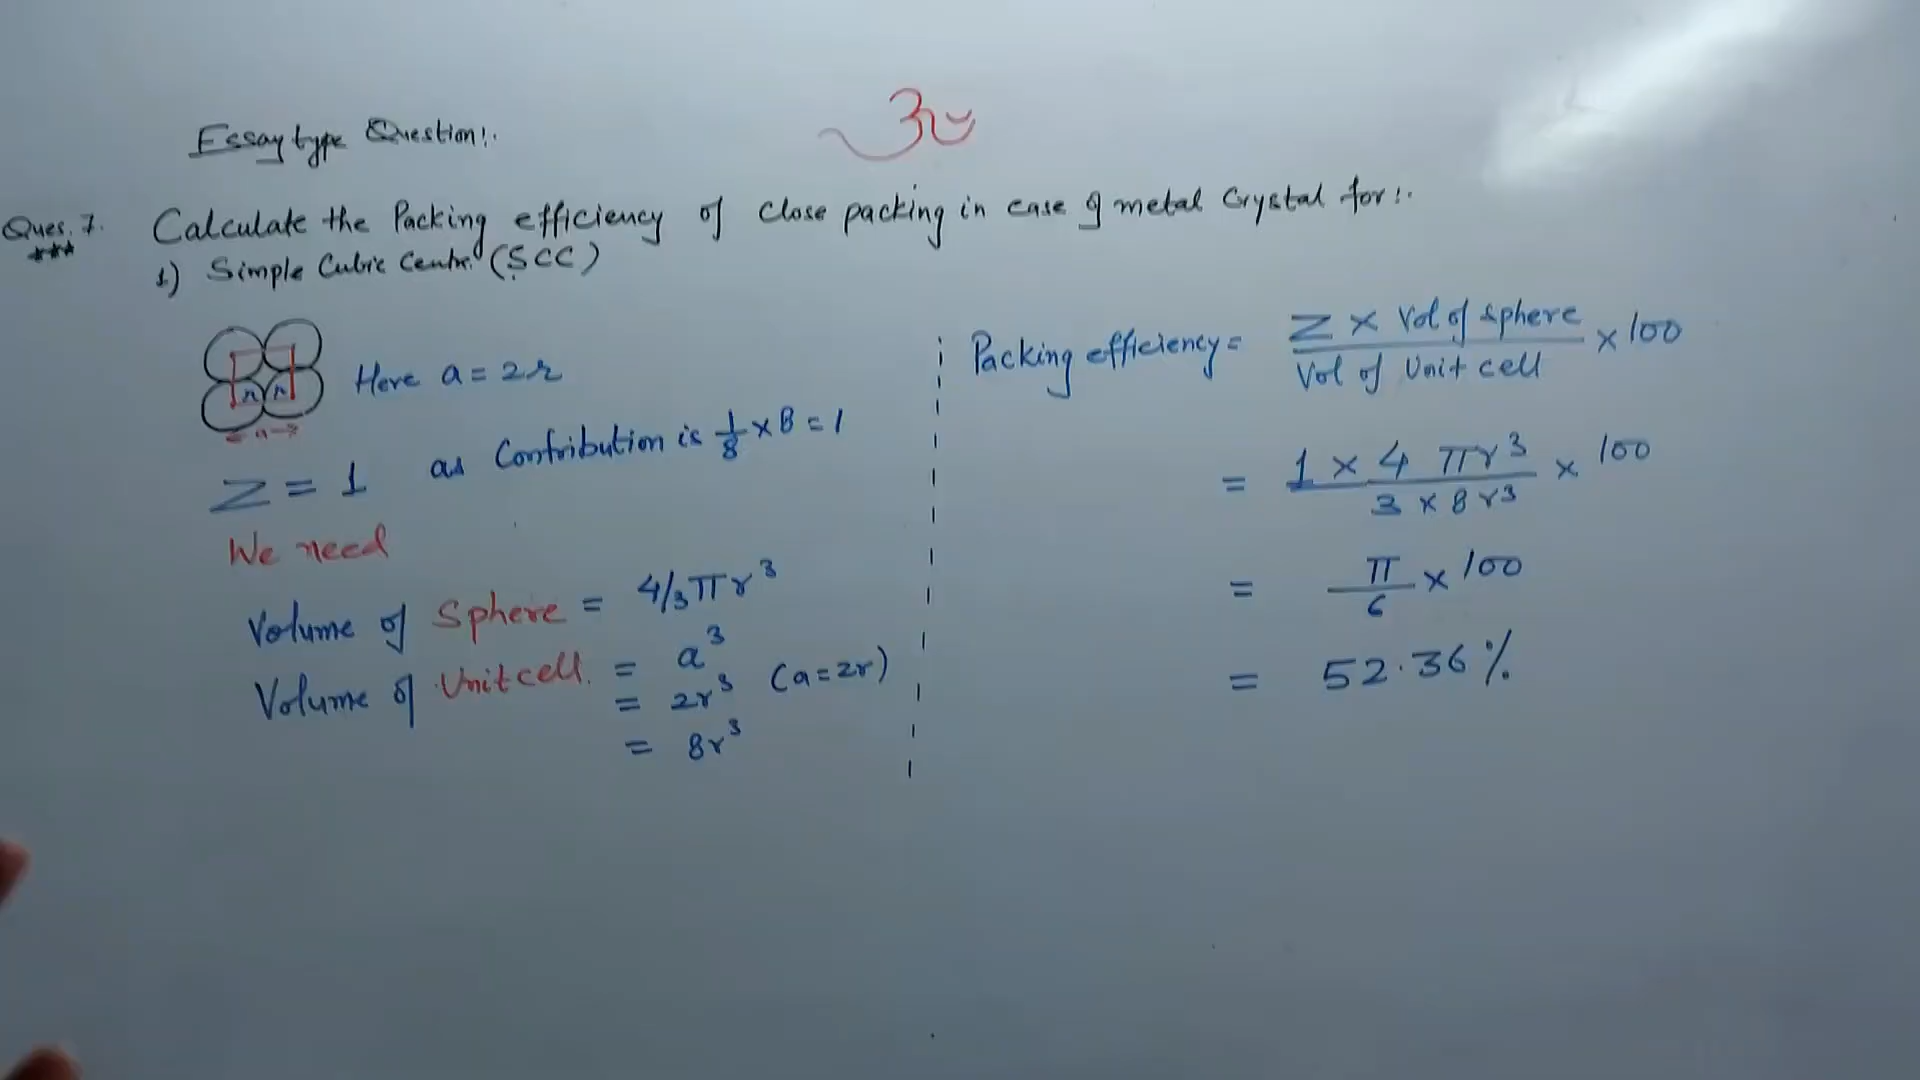 ॐ
Essay type Question:.
Ques. 7. Calculate the Packing efficiency of close packing in case of metal Crystal for:.
***
1) Simple Cubic Centre (SCC)
r r
← a →
Here a = 2r
Z = 1 as Contribution is 1/8 × 8 = 1
We need
Volume of Sphere = 4/3 πr³
Volume of Unitcell. = a³
= 2r³ (a=2r)
= 8r³
Packing efficiency = Z × Vol of sphere / Vol of Unit cell × 100
= 1 × 4 πr³ / 3 × 8r³ × 100
= π / 6 × 100
= 52.36 %